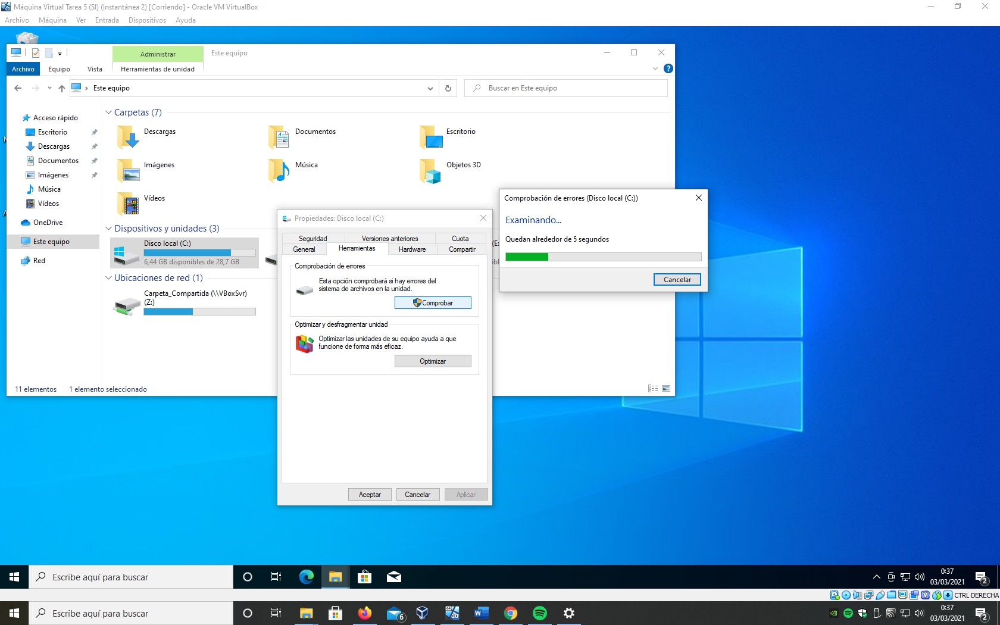 Máquina Virtual Tarea 5 (SI) (Instantánea 2) [Corriendo] - Oracle VM VirtualBox
Archivo Máquina Ver Entrada Dispositivos Ayuda
Administrar Este equipo
Archivo Equipo Vista Herramientas de unidad
Este equipo
Buscar en Este equipo
Acceso rápido
Escritorio
Descargas
Documentos
Imágenes
Música
Vídeos
OneDrive
Este equipo
Red
Carpetas (7)
Descargas Documentos Escritorio
Imágenes Música Objetos 3D
Vídeos
Dispositivos y unidades (3)
Disco local (C:)
6,44 GB disponibles de 28,7 GB
Ubicaciones de red (1)
Carpeta_Compartida (\\VBoxSvr)
(Z:)
11 elementos 1 elemento seleccionado
Propiedades: Disco local (C:)
Seguridad Versiones anteriores Cuota
General Herramientas Hardware Compartir
Comprobación de errores
Esta opción comprobará si hay errores del
sistema de archivos en la unidad.
Comprobar
Optimizar y desfragmentar unidad
Optimizar las unidades de su equipo ayuda a que
funcione de forma más eficaz.
Optimizar
Aceptar Cancelar Aplicar
Comprobación de errores (Disco local (C:))
Examinando...
Quedan alrededor de 5 segundos
Cancelar
Escribe aquí para buscar
0:37
03/03/2021
2
CTRL DERECHA
Escribe aquí para buscar
6
0:37
03/03/2021
2